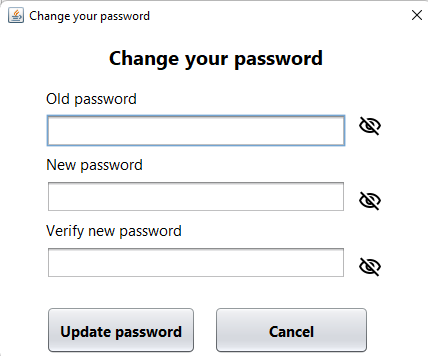 Change your password
Change your password
Old password
New password
Verify new password
Update password
Cancel